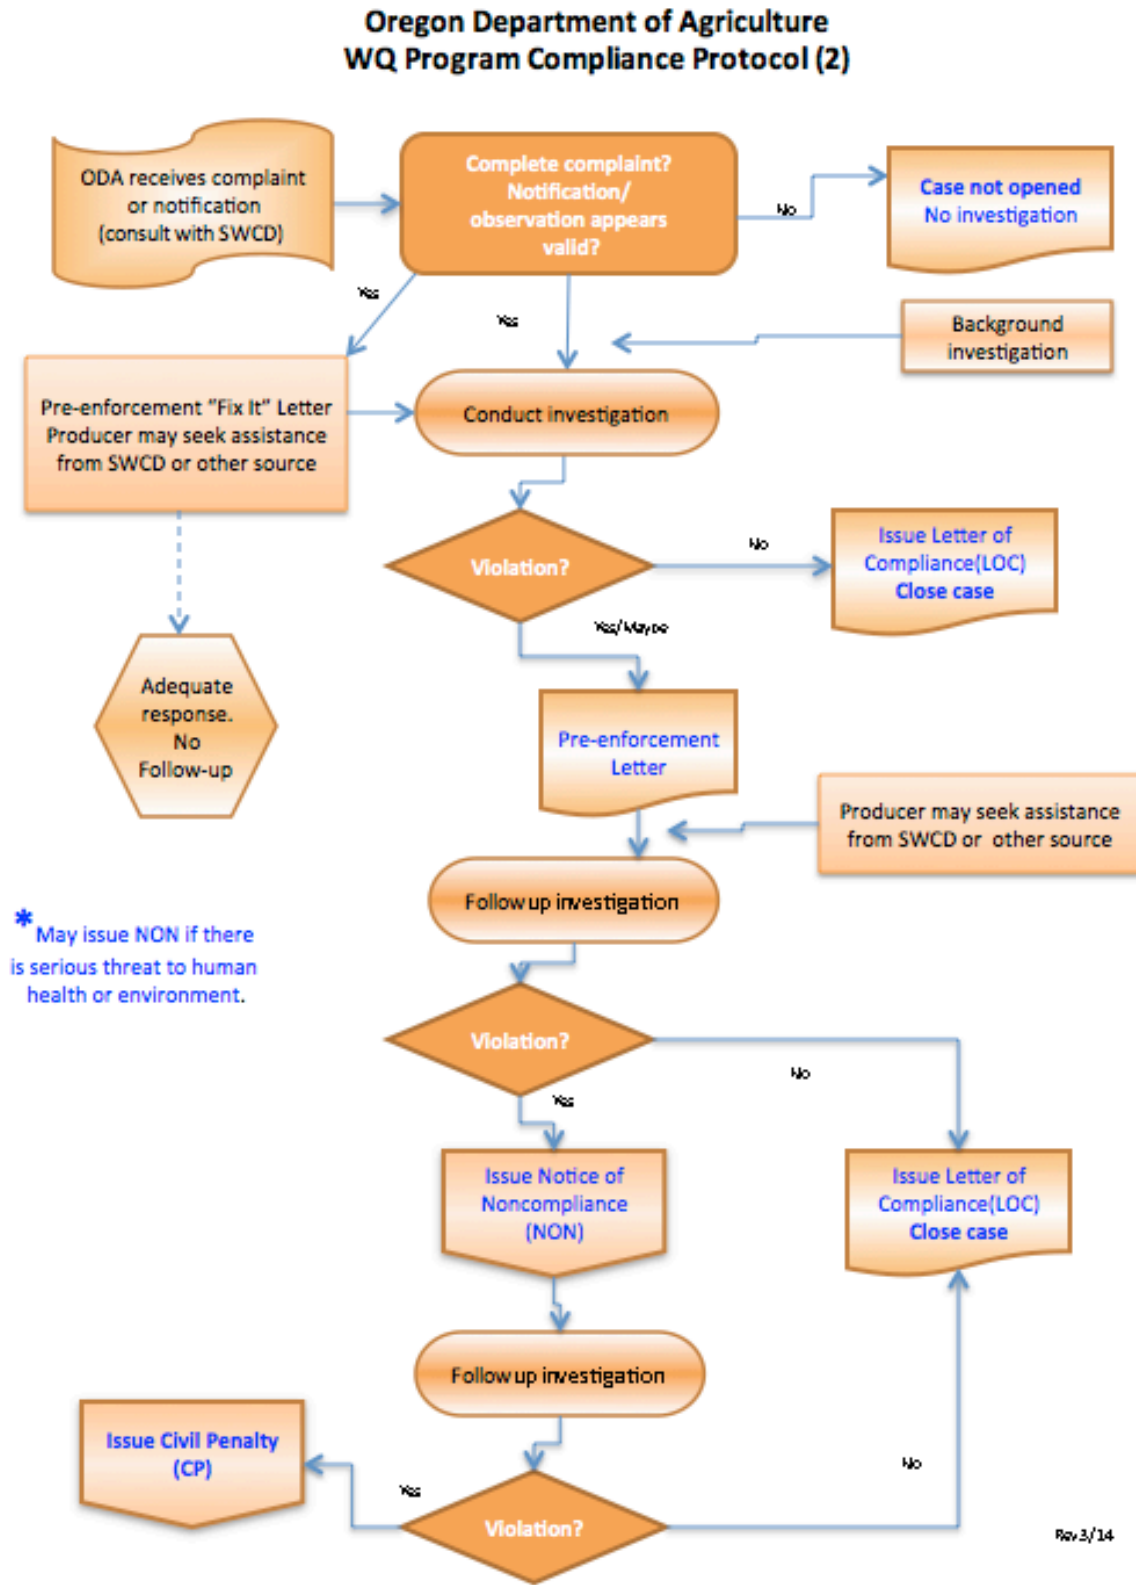 Oregon Department of Agriculture
WQ Program Compliance Protocol (2)
ODA receives complaint
or notification
(consult with SWCD)
Complete complaint?
Notification/
observation appears
valid?
No
Case not opened
No investigation
Yes
Yes
Background
investigation
Pre-enforcement "Fix It" Letter
Producer may seek assistance
from SWCD or other source
Conduct investigation
Violation?
No
Issue Letter of
Compliance(LOC)
Close case
Yes/Maybe
Adequate
response.
No
Follow-up
Pre-enforcement
Letter
Producer may seek assistance
from SWCD or other source
Follow up investigation
* May issue NON if there
is serious threat to human
health or environment.
Violation?
No
Yes
Issue Notice of
Noncompliance
(NON)
Issue Letter of
Compliance(LOC)
Close case
Follow up investigation
Issue Civil Penalty
(CP)
Yes
No
Violation?
Rev 3/14